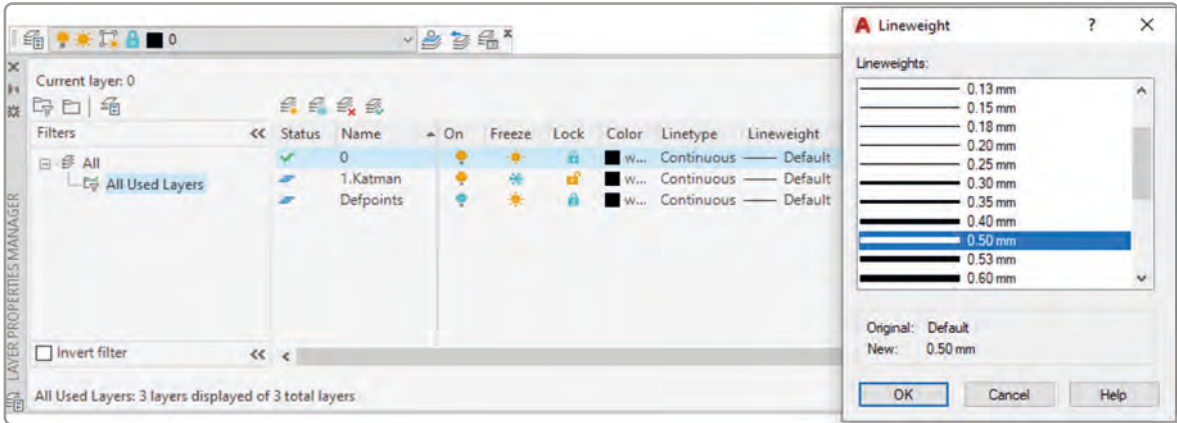 0
Current layer: 0
Filters << Status Name On Freeze Lock Color Linetype Lineweight
All 0 w... Continuous Default
All Used Layers 1.Katman w... Continuous Default
Defpoints w... Continuous Default
Invert filter << <
All Used Layers: 3 layers displayed of 3 total layers
LAYER PROPERTIES MANAGER
A Lineweight ? ×
Lineweights:
0.13 mm
0.15 mm
0.18 mm
0.20 mm
0.25 mm
0.30 mm
0.35 mm
0.40 mm
0.50 mm
0.53 mm
0.60 mm
Original: Default
New: 0.50 mm
OK Cancel Help